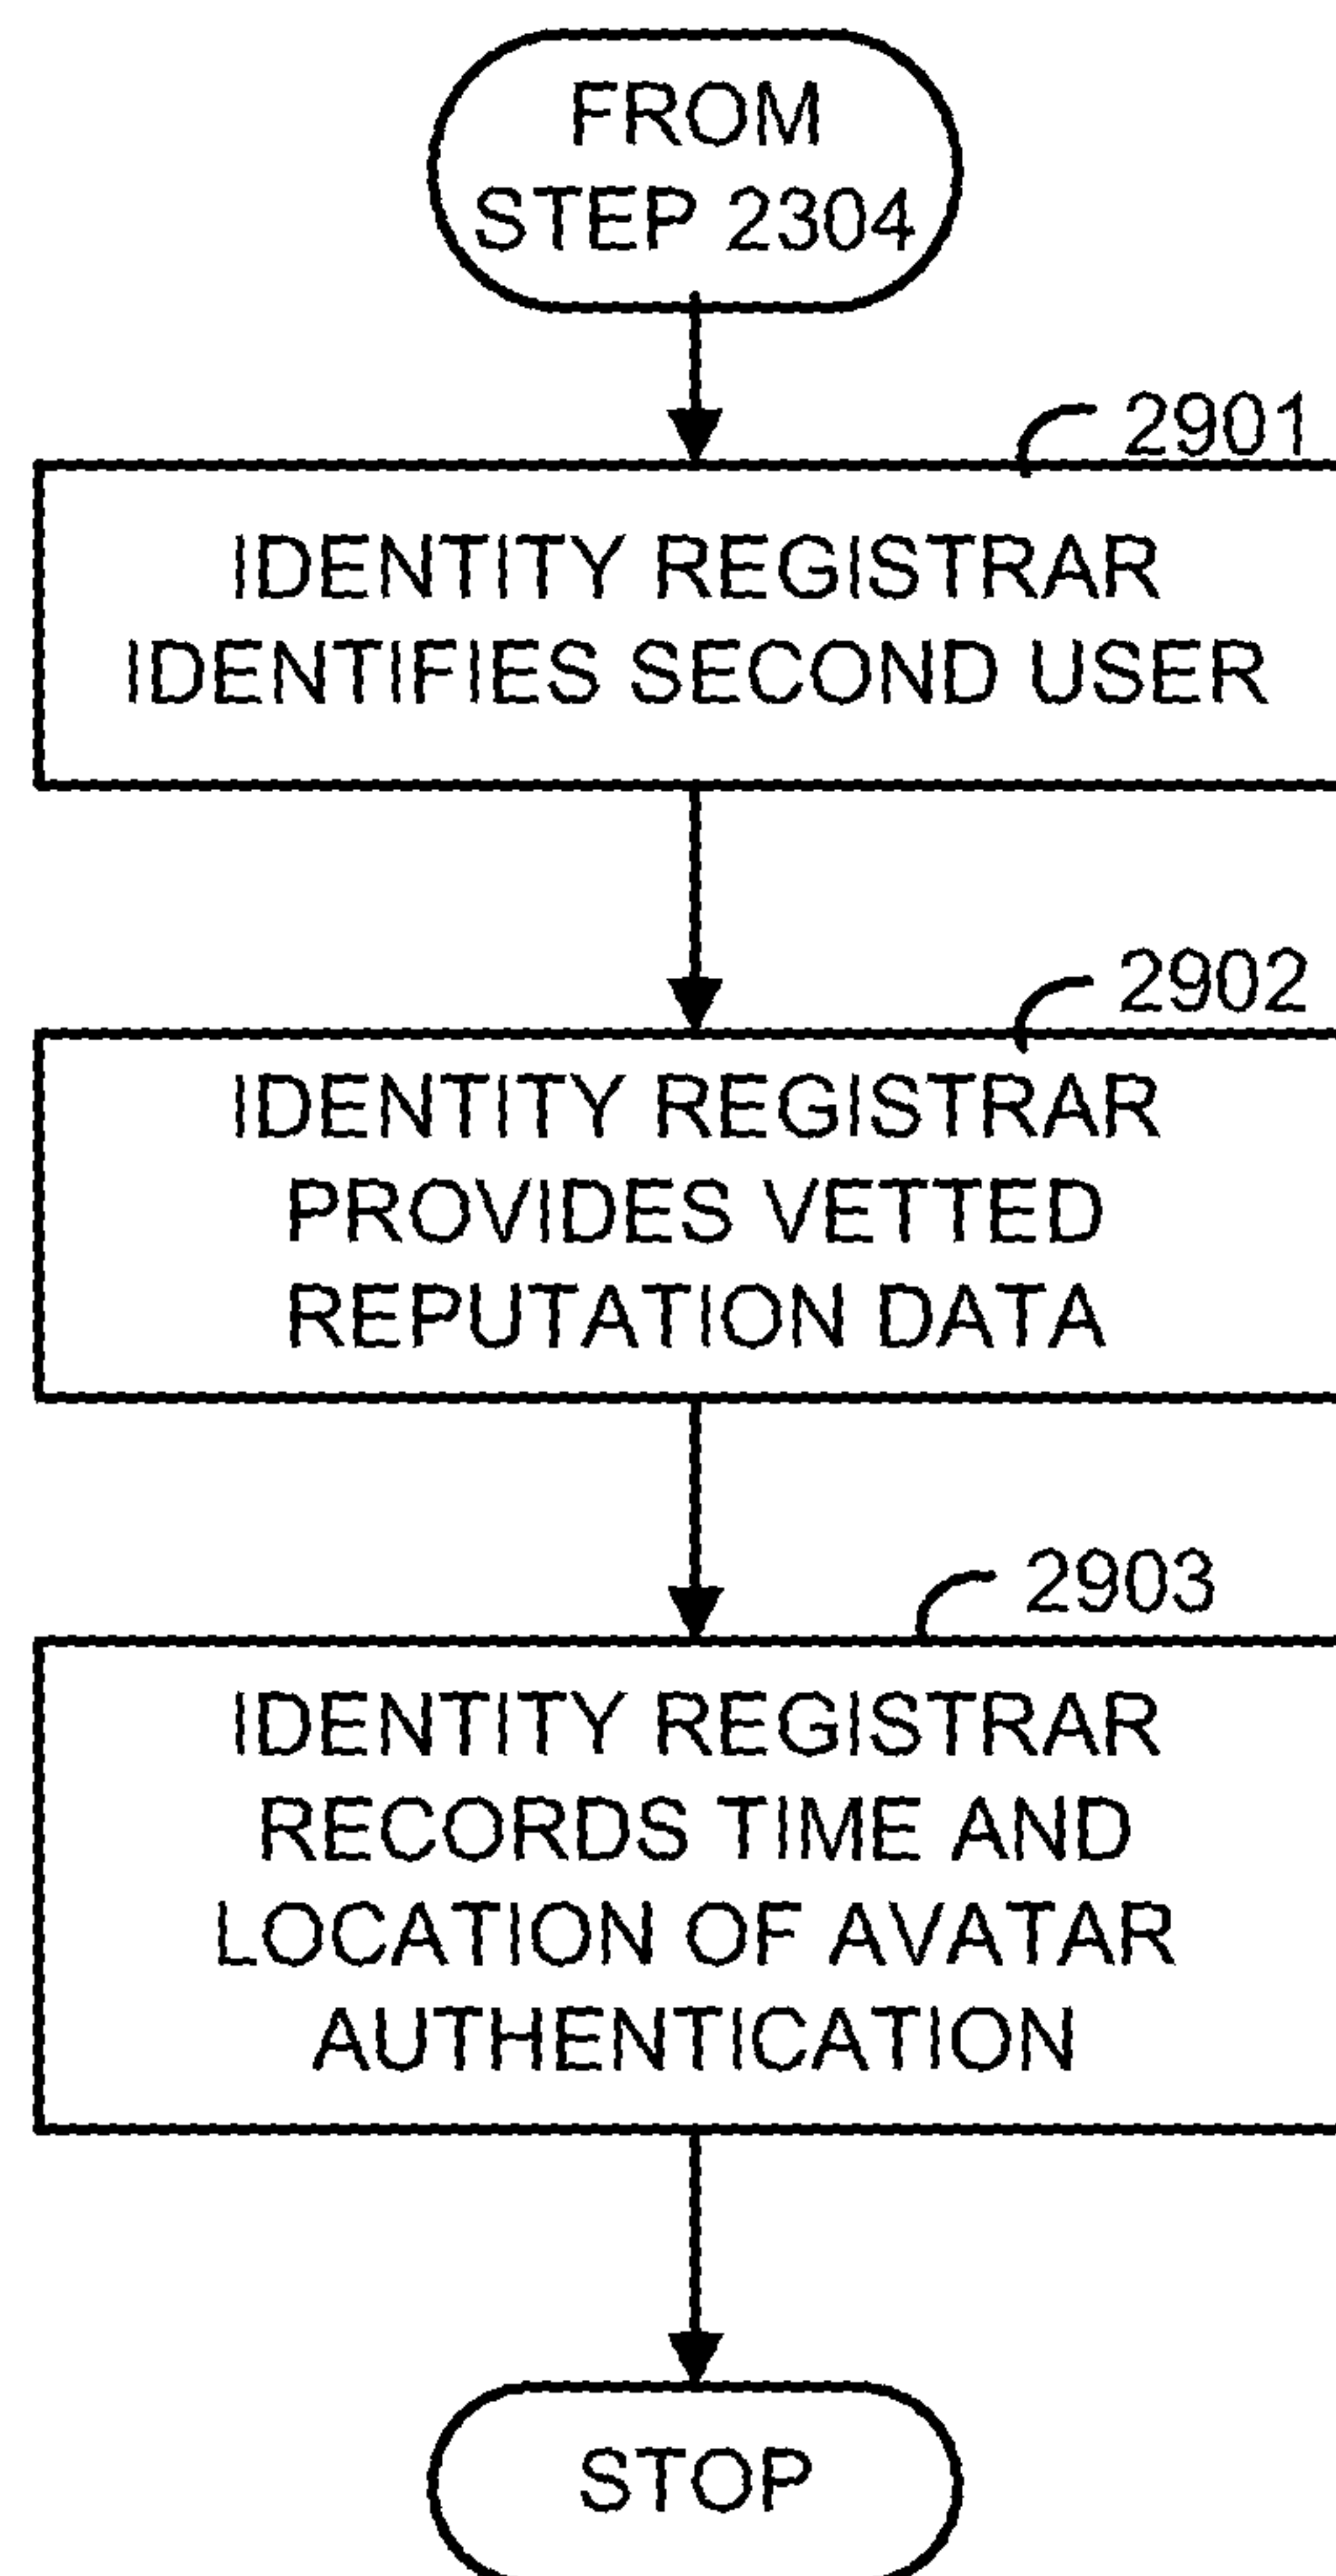 FROM
STEP 2304
2901
IDENTITY REGISTRAR
IDENTIFIES SECOND USER
2902
IDENTITY REGISTRAR
PROVIDES VETTED
REPUTATION DATA
2903
IDENTITY REGISTRAR
RECORDS TIME AND
LOCATION OF AVATAR
AUTHENTICATION
STOP